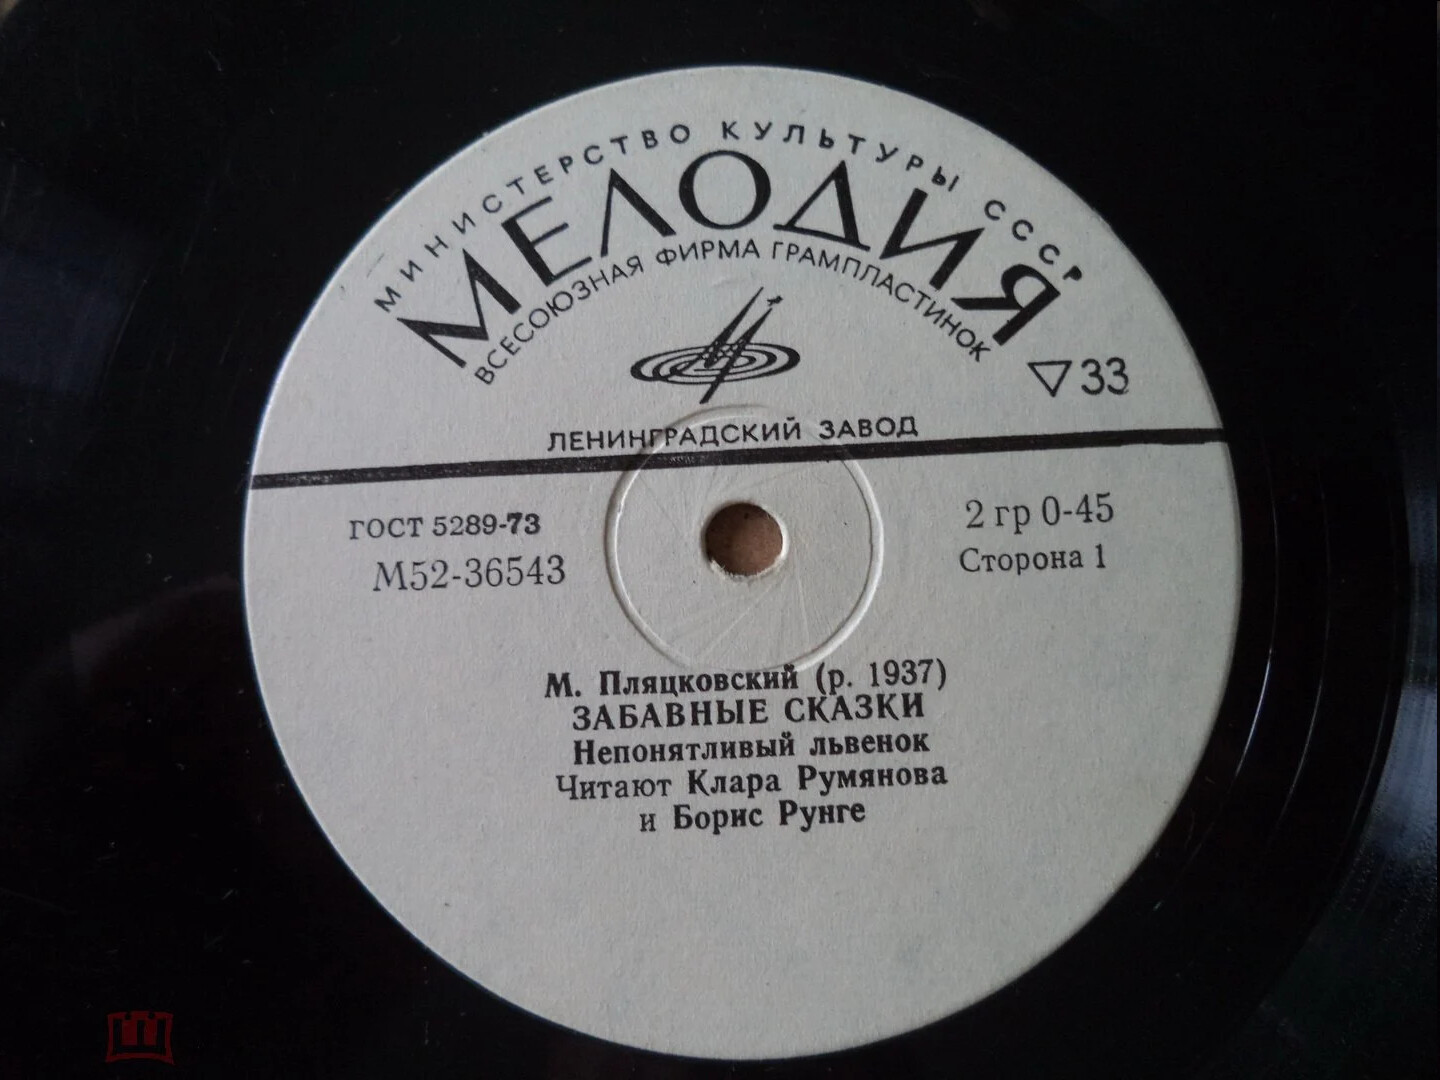 МИНИСТЕРСТВО КУЛЬТУРЫ СССР
МЕЛОДИЯ
ВСЕСОЮЗНАЯ ФИРМА ГРАМПЛАСТИНОК
▽33
ЛЕНИНГРАДСКИЙ ЗАВОД
ГОСТ 5289-73
2 гр 0-45
М52-36543
Сторона 1
М. Пляцковский (р. 1937)
ЗАБАВНЫЕ СКАЗКИ
Непонятливый львенок
Читают Клара Румянова
и Борис Рунге